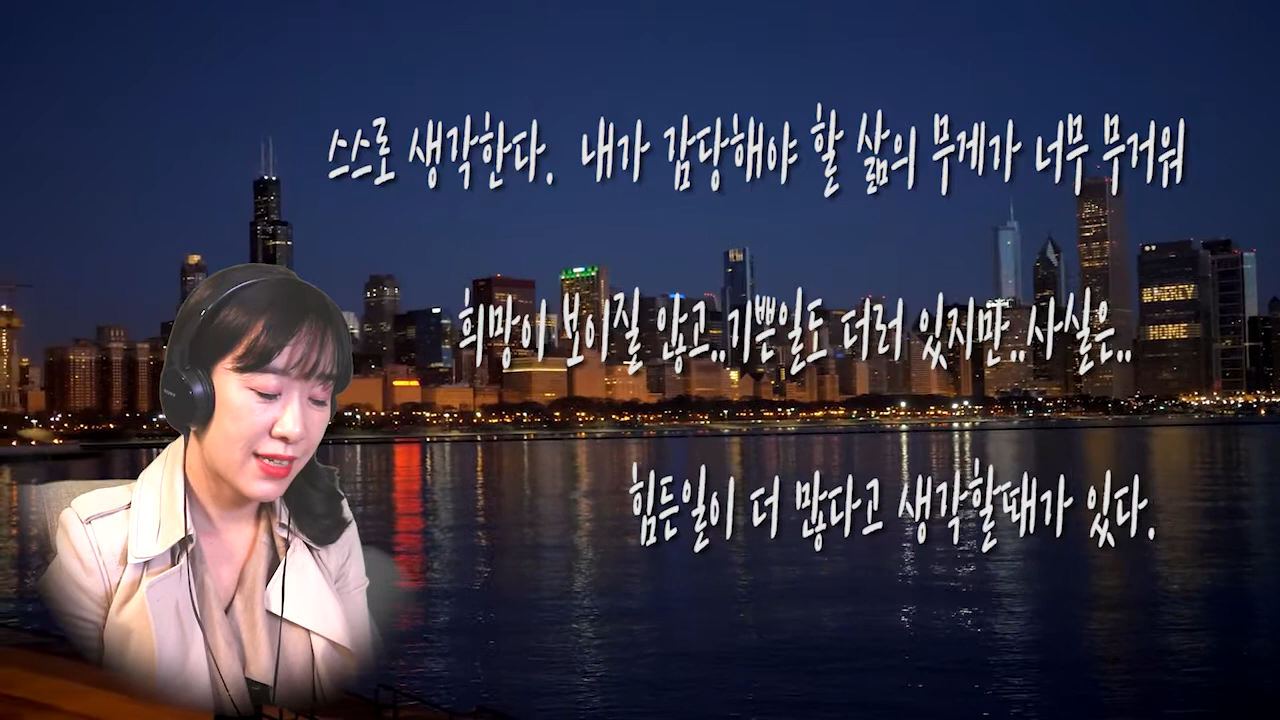 스스로 생각한다. 내가 감당해야 할 삶의 무게가 너무 무거워
희망이 보이질 않고..기쁜일도 더러 있지만..사실은..
힘든일이 더 많다고 생각할때가 있다.
SONY